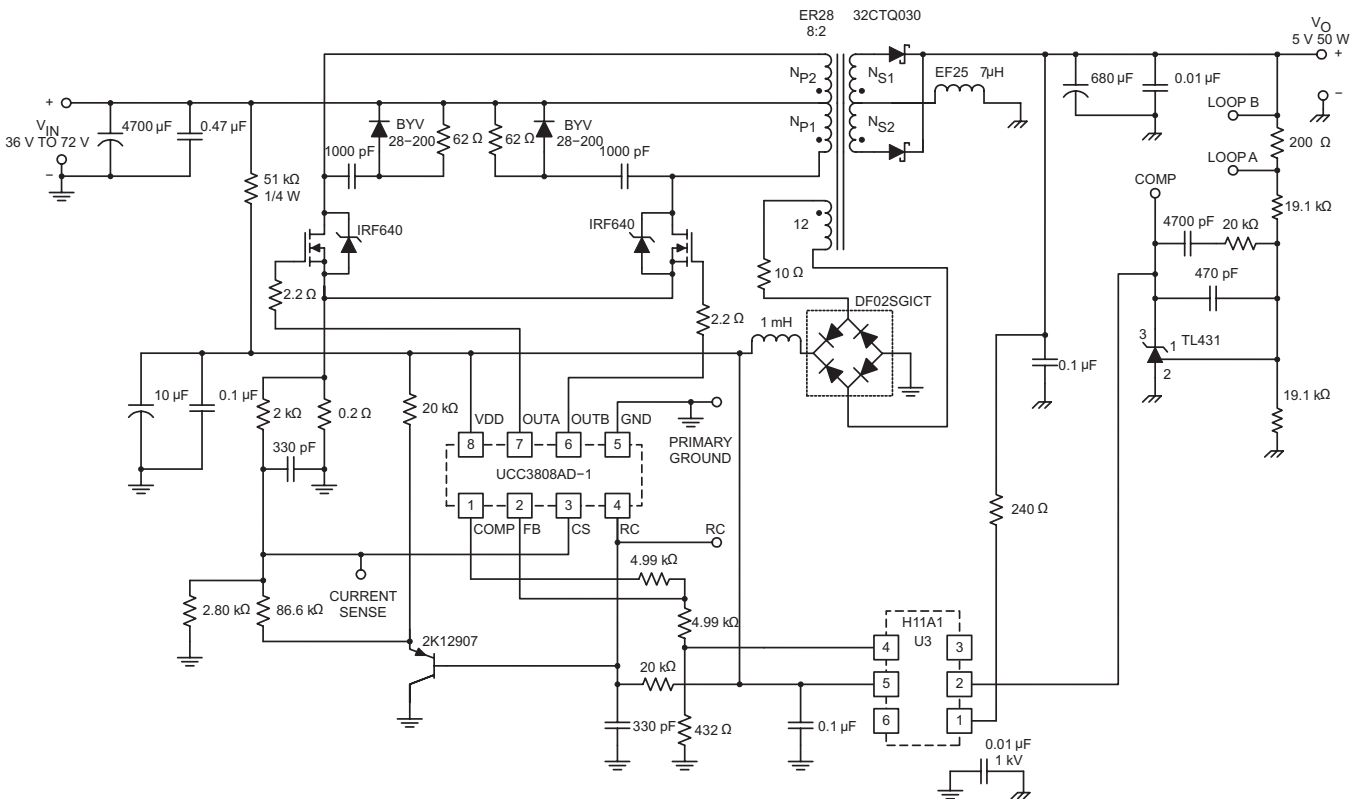 ER28
8:2
32CTQ030
VO
5 V 50 W
+
−
NP2
NP1
NS1
NS2
EF25 7μH
680 μF
0.01 μF
LOOP B
200 Ω
LOOP A
+
VIN
36 V TO 72 V
−
4700 μF
0.47 μF
BYV
28−200
62 Ω
62 Ω
BYV
28−200
1000 pF
1000 pF
51 kΩ
1/4 W
IRF640
IRF640
12
10 Ω
COMP
19.1 kΩ
4700 pF
20 kΩ
470 pF
2.2 Ω
2.2 Ω
1 mH
DF02SGICT
3
1
2
TL431
0.1 μF
19.1 kΩ
10 μF
0.1 μF
2 kΩ
0.2 Ω
20 kΩ
330 pF
VDD
OUTA
OUTB
GND
8
7
6
5
PRIMARY
GROUND
UCC3808AD−1
1
2
3
4
COMP
FB
CS
RC
RC
240 Ω
CURRENT
SENSE
4.99 kΩ
2.80 kΩ
86.6 kΩ
4.99 kΩ
2K12907
H11A1
U3
4
3
5
2
6
1
20 kΩ
330 pF
432 Ω
0.1 μF
0.01 μF
1 kV